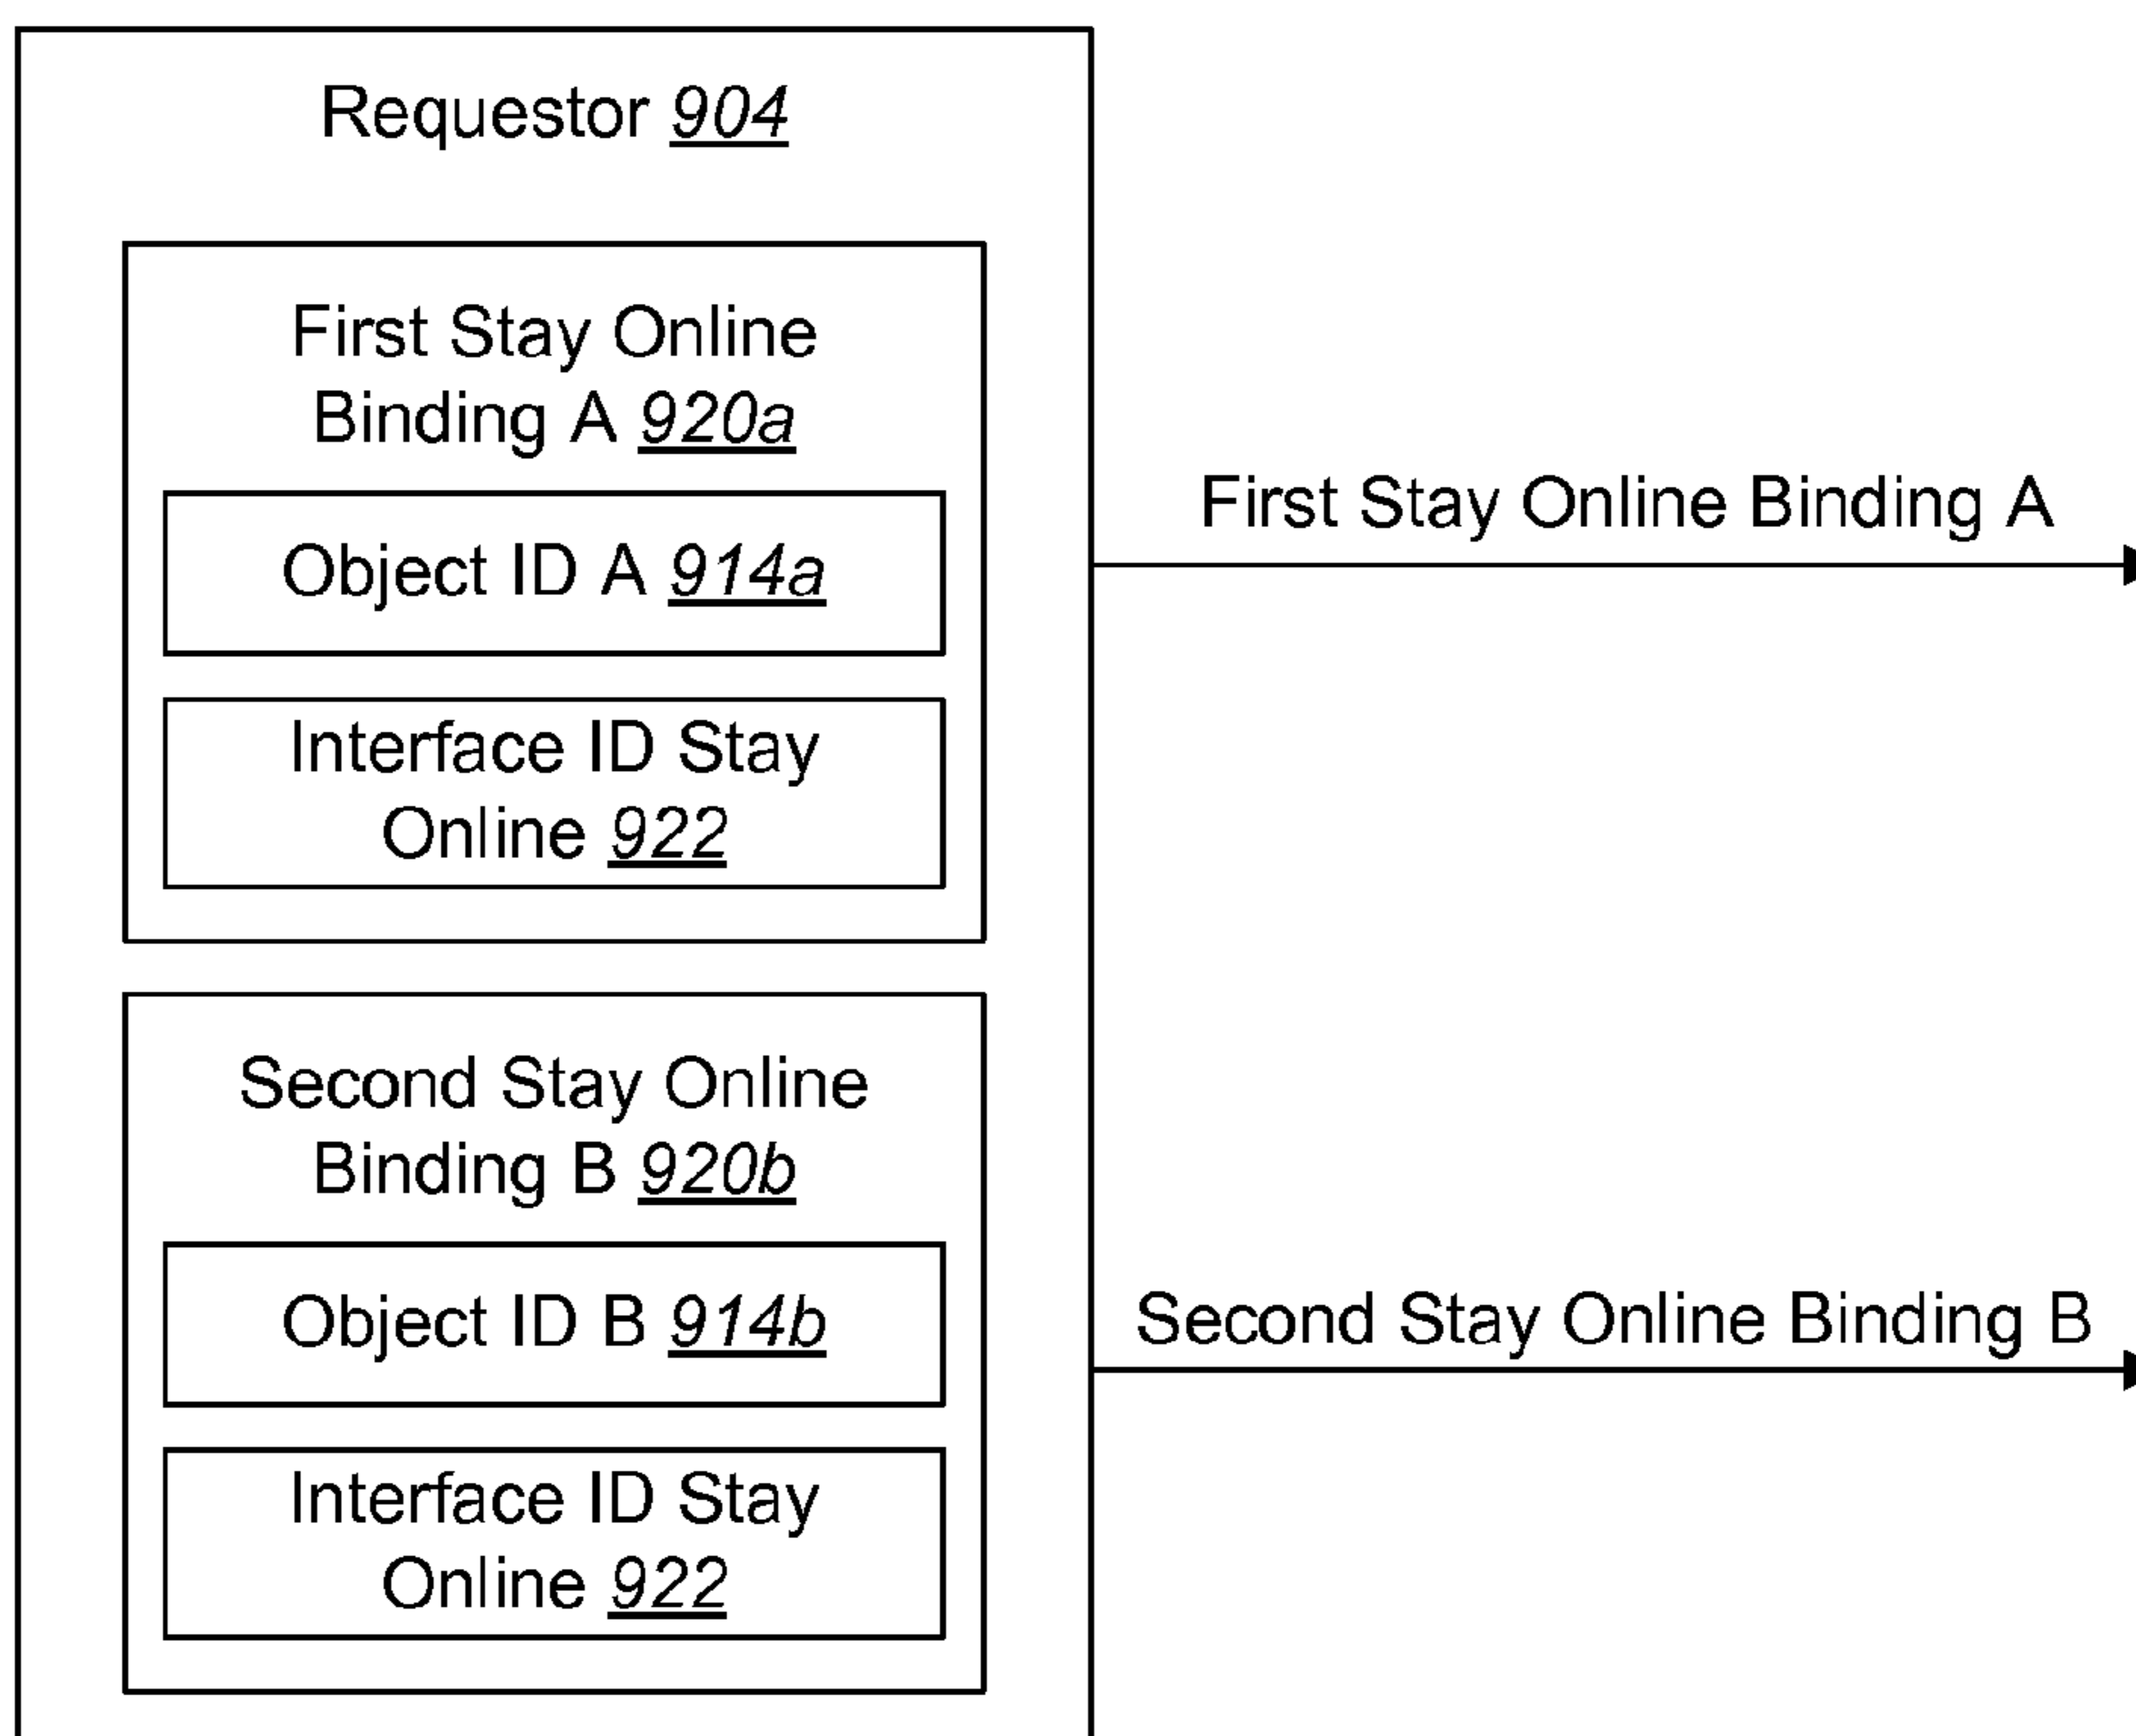 Requestor 904
First Stay Online
Binding A 920a
Object ID A 914a
Interface ID Stay
Online 922
First Stay Online Binding A
Second Stay Online
Binding B 920b
Object ID B 914b
Interface ID Stay
Online 922
Second Stay Online Binding B